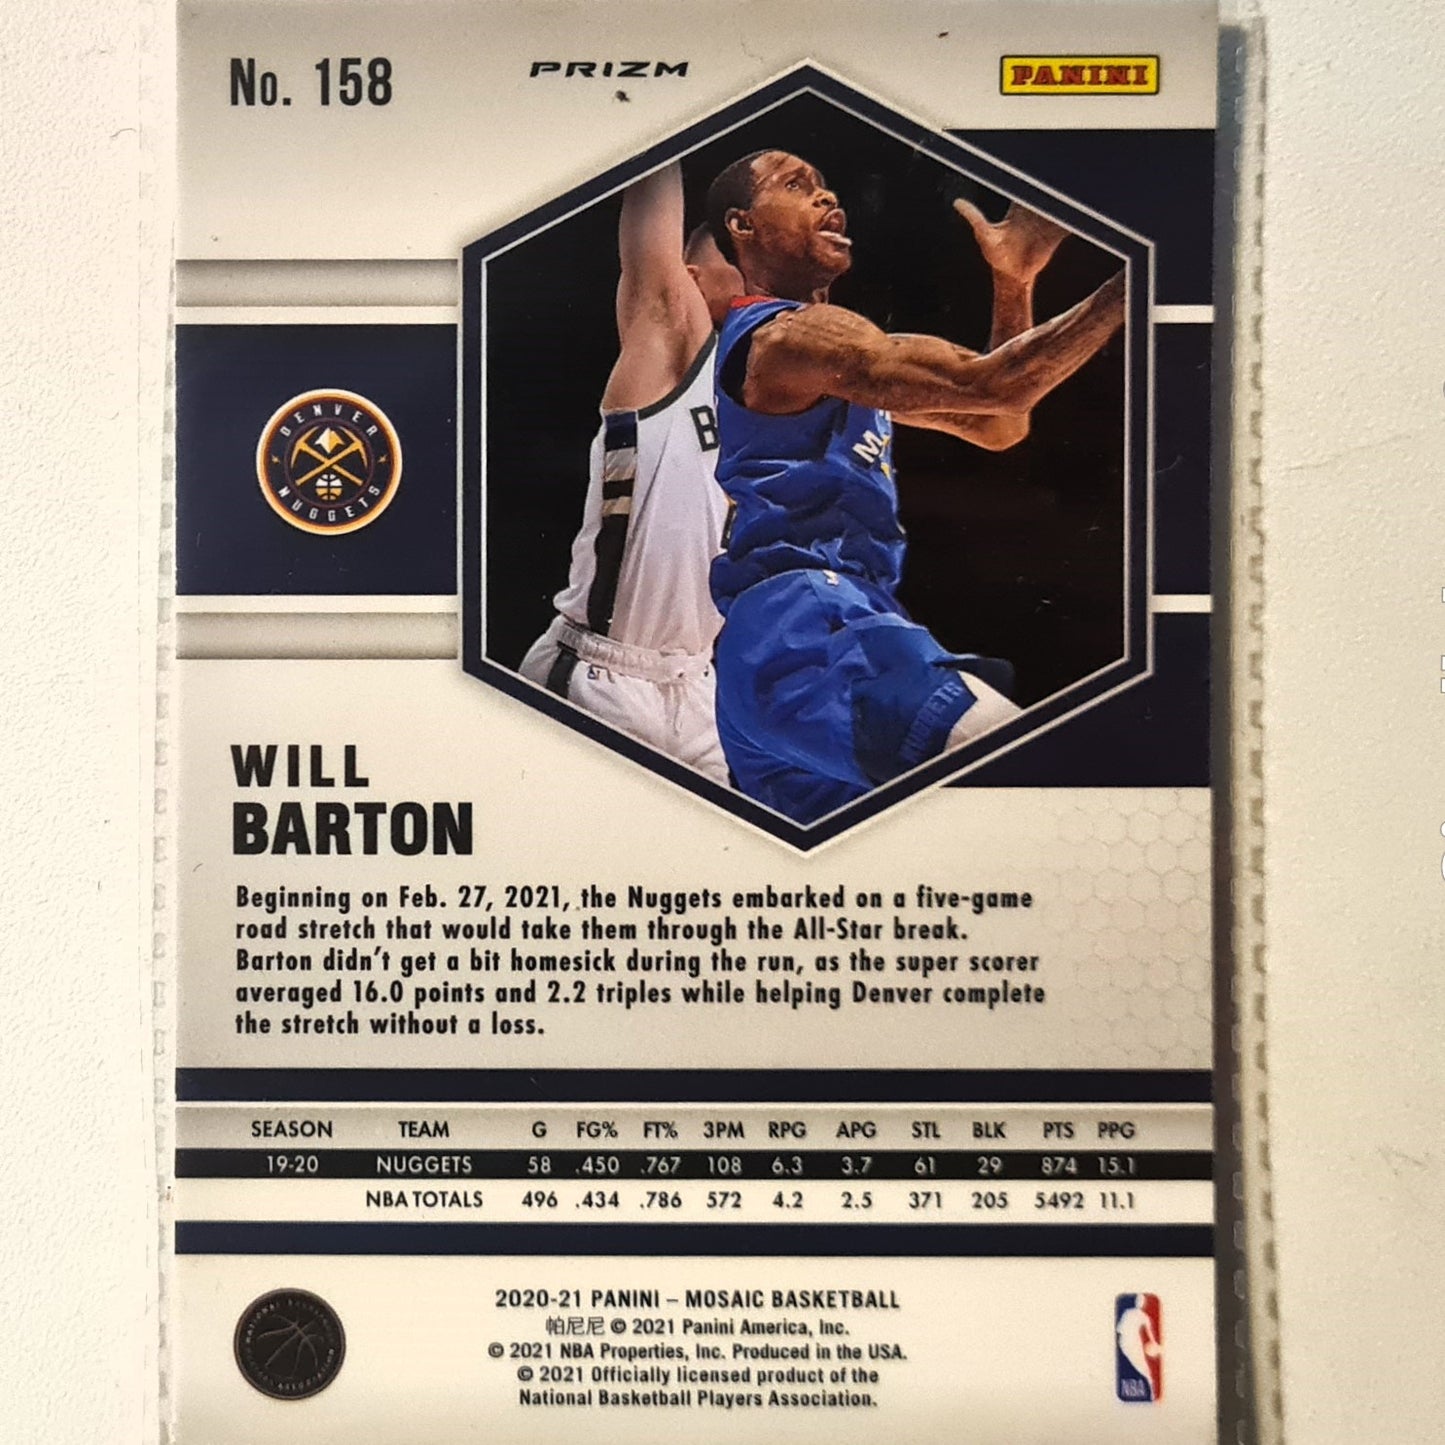 No. 158
PRIZM
PANINI
DENVER
NUGGETS
B
M
NUGGETS
WILL
BARTON
Beginning on Feb. 27, 2021, the Nuggets embarked on a five-game
road stretch that would take them through the All-Star break.
Barton didn't get a bit homesick during the run, as the super scorer
averaged 16.0 points and 2.2 triples while helping Denver complete
the stretch without a loss.
SEASON TEAM G FG% FT% 3PM RPG APG STL BLK PTS PPG
19-20 NUGGETS 58 .450 .767 108 6.3 3.7 61 29 874 15.1
NBA TOTALS 496 .434 .786 572 4.2 2.5 371 205 5492 11.1
2020-21 PANINI – MOSAIC BASKETBALL
帕尼尼 © 2021 Panini America, Inc.
© 2021 NBA Properties, Inc. Produced in the USA.
© 2021 Officially licensed product of the
National Basketball Players Association.
NBA